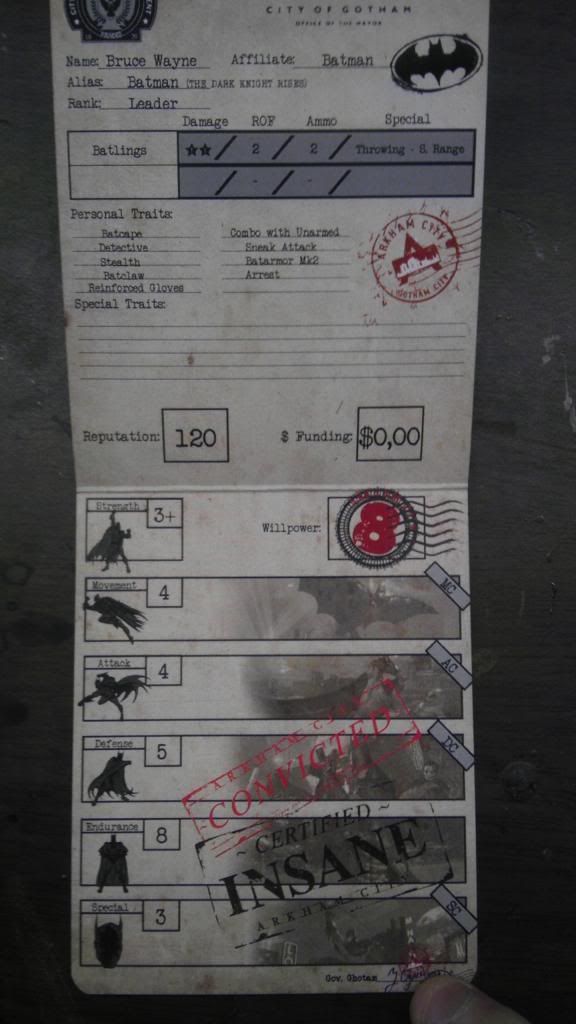 CITY OF GOTHAM
OFFICE OF THE MAYOR
Name: Bruce Wayne Affiliate: Batman
Alias: Batman (THE DARK KNIGHT RISES)
Rank: Leader
Damage ROF Ammo Special
Batlings ★★ / 2 / 2 / Throwing - S. Range
/ - / - /
Personal Traits:
Batcape Combo with Unarmed
Detective Sneak Attack
Stealth Batarmor Mk2
Batclaw Arrest
Reinforced Gloves
ARKHAM CITY
GOTHAM CITY
Special Traits:
Reputation: 120 $ Funding: $0,00
Strength 3+
Willpower: 8
Movement 4 MC
Attack 4 AC
Defense 5 DC
ARKHAM CITY
CONVICTED
Endurance 8
~ CERTIFIED ~
INSANE
ARKHAM CITY
Special 3 SC
Gov. Ghotam